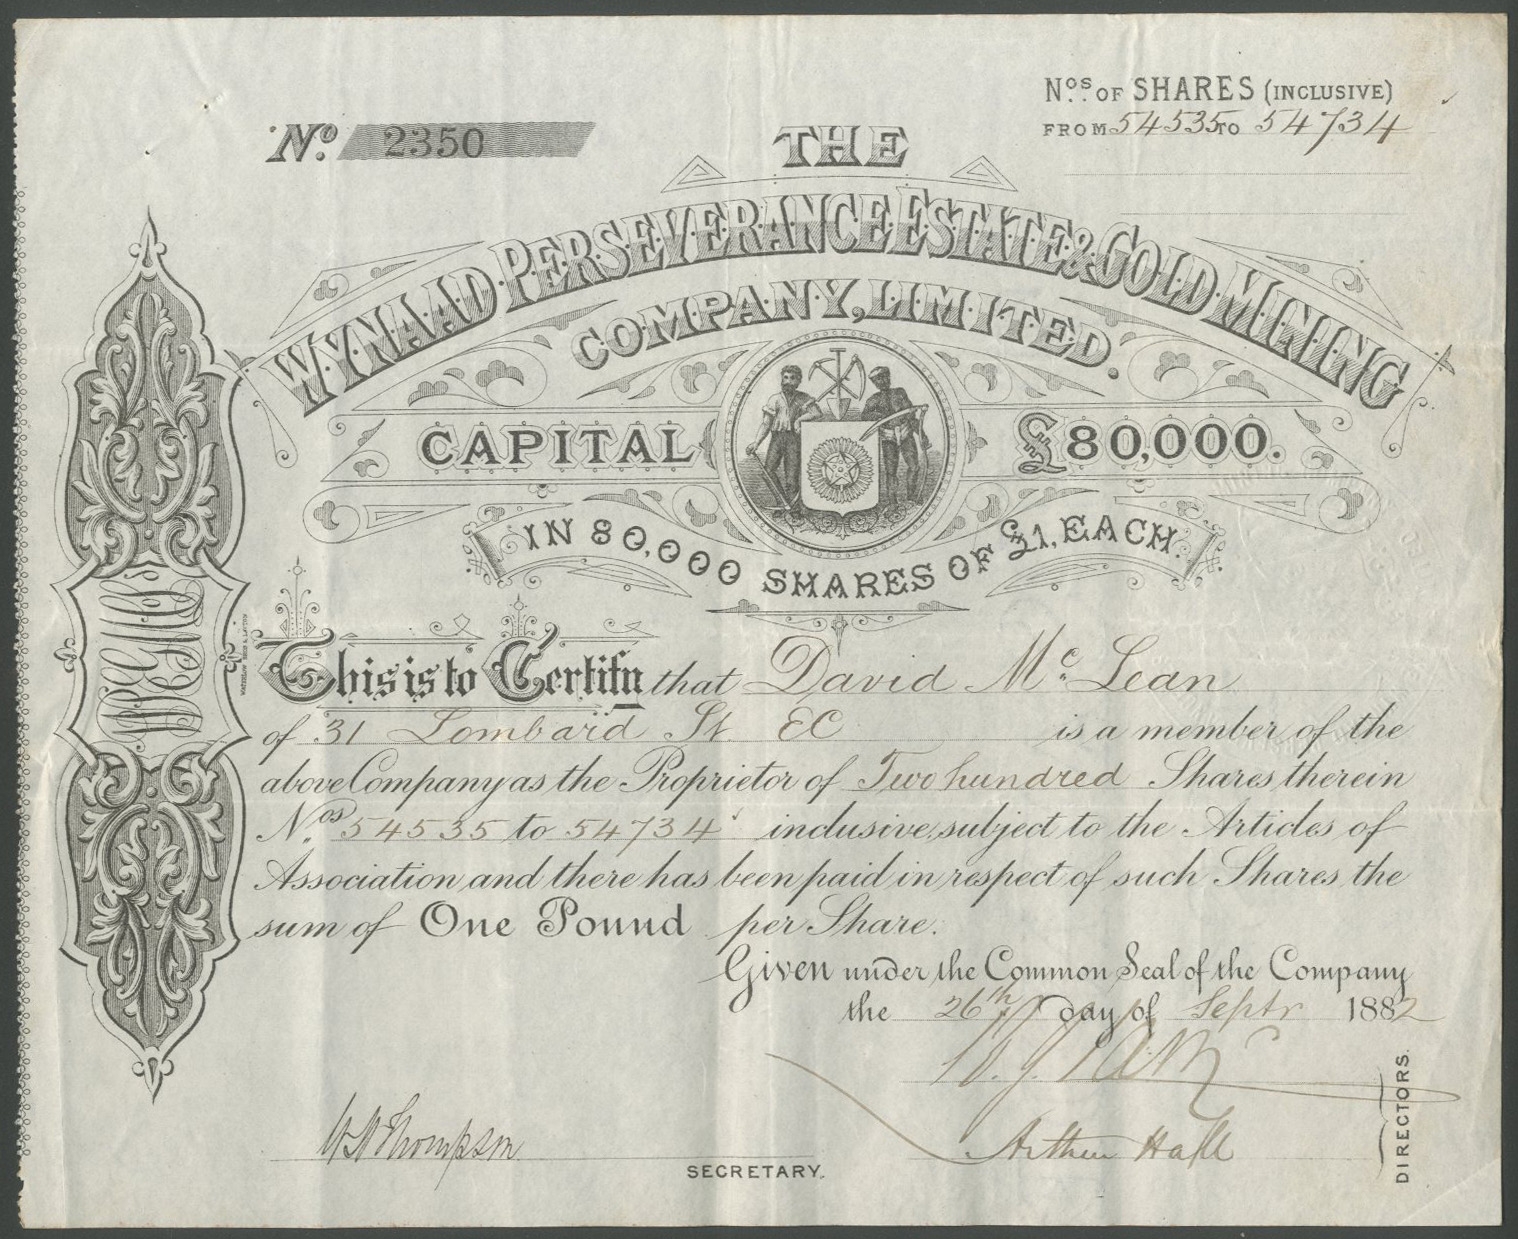 No. 2350
Nos. OF SHARES (INCLUSIVE)
FROM 54535 TO 54734
THE
WYNAAD PERSEVERANCE ESTATE & GOLD MINING
COMPANY, LIMITED.
CAPITAL £80,000.
IN 80,000 SHARES OF £1, EACH
This is to Certify that David Mc. Lean
of 31 Lombard St. EC is a member of the
above Company as the Proprietor of Two hundred Shares therein
Nos. 54535 to 54734 inclusive, subject to the Articles of
Association and there has been paid in respect of such Shares the
sum of One Pound per Share.
Given under the Common Seal of the Company
the 26th day of Septr 1882
Arthur Hall
DIRECTORS.
Thompson
SECRETARY.